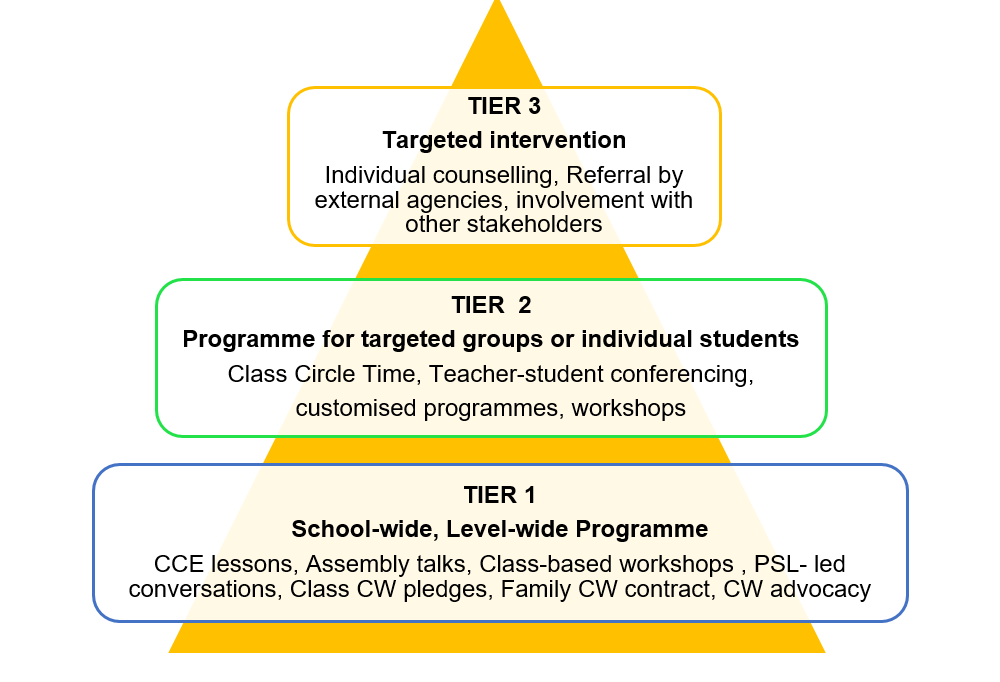 TIER 3
Targeted intervention
Individual counselling, Referral by
external agencies, involvement with
other stakeholders
TIER  2
Programme for targeted groups or individual students
Class Circle Time, Teacher-student conferencing,
customised programmes, workshops
TIER 1
School-wide, Level-wide Programme
CCE lessons, Assembly talks, Class-based workshops , PSL- led
conversations, Class CW pledges, Family CW contract, CW advocacy